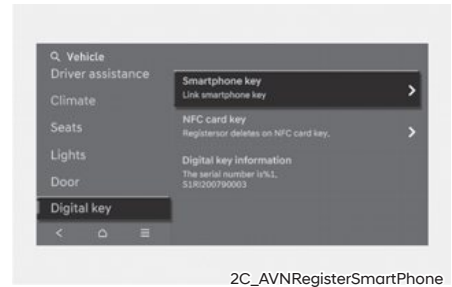 Vehicle
Driver assistance
Climate
Seats
Lights
Door
Digital key
Smartphone key
Link smartphone key
NFC card key
Registersor deletes on NFC card key.
Digital key information
The serial number is%1,
S1RI200790003
2C_AVNRegisterSmartPhone